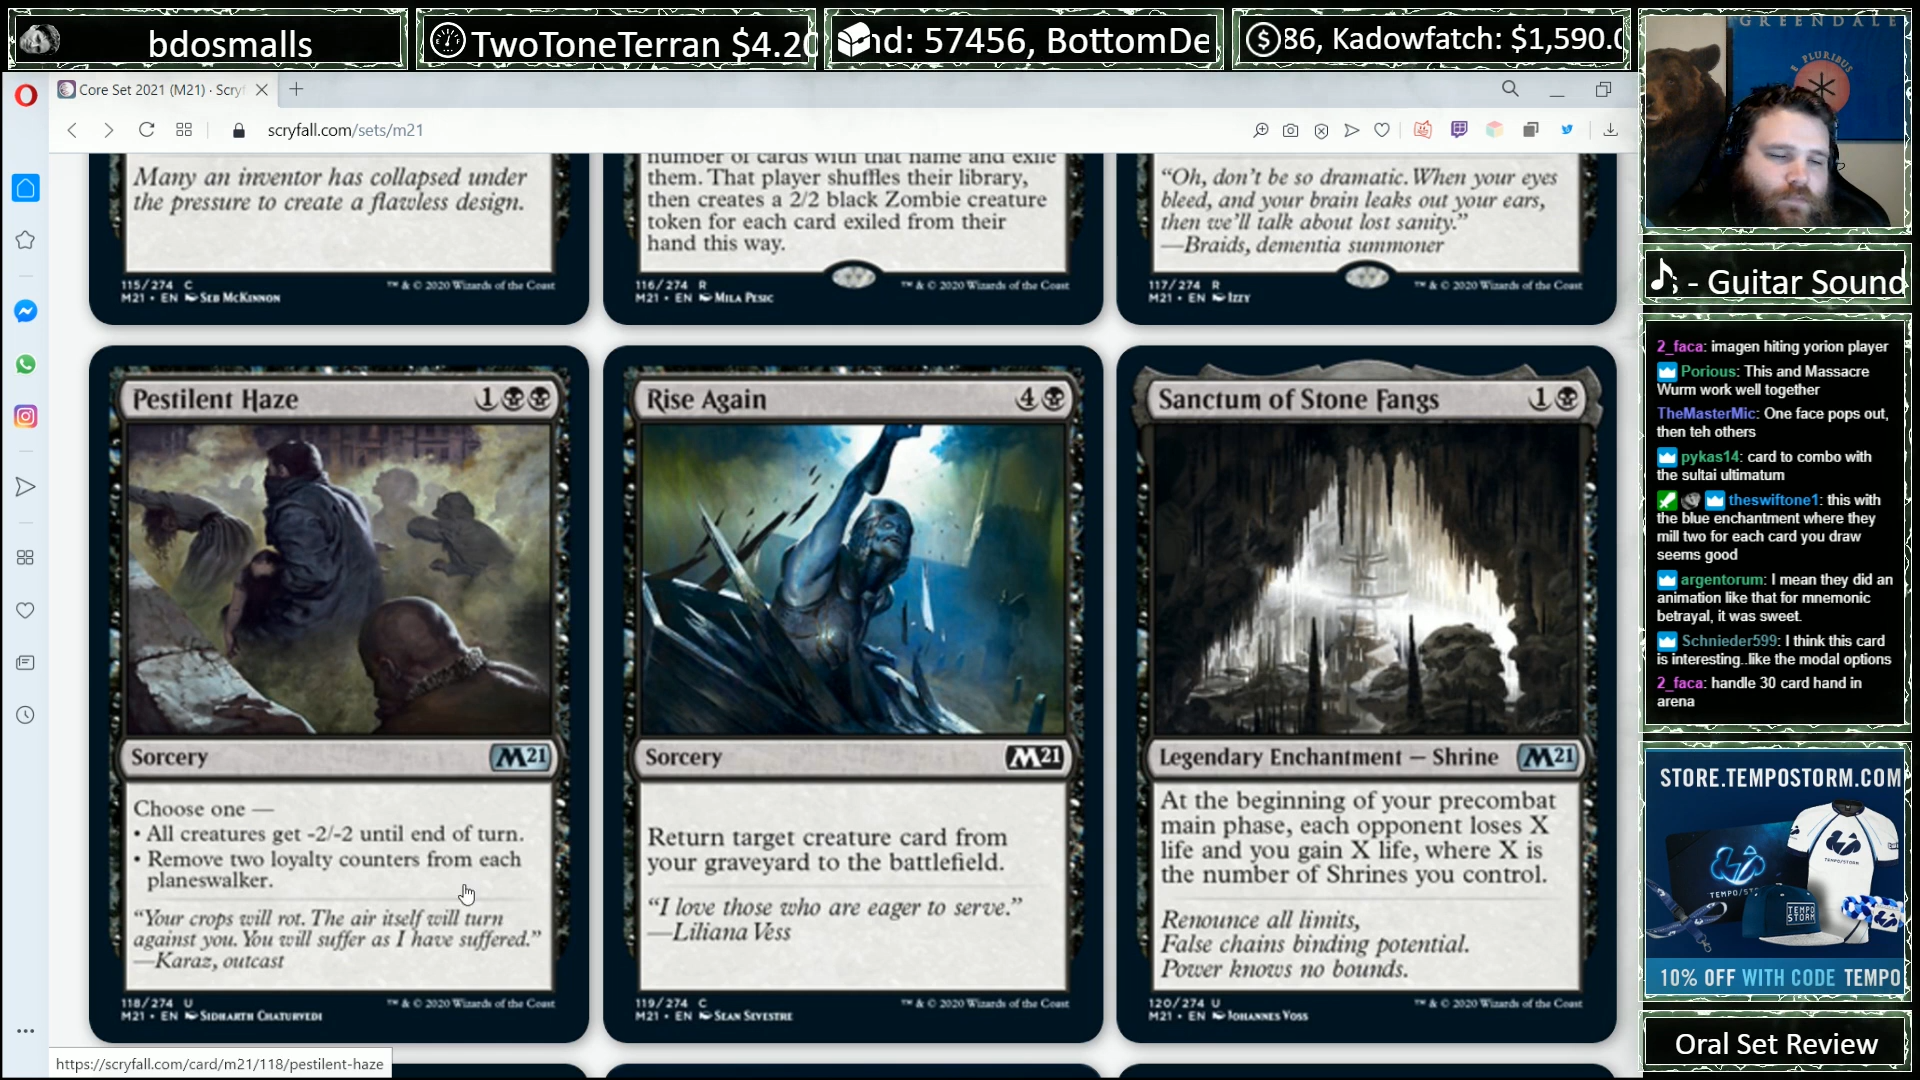 bdosmalls
TwoToneTerran $4.20
nd: 57456, BottomDe
86, Kadowfatch: $1,590.0
GREENDALE
E PLURIBUS
Core Set 2021 (M21) · Scryf
scryfall.com/sets/m21
Many an inventor has collapsed under
the pressure to create a flawless design.
115/274 C
M21 • EN Seb McKinnon
™ & © 2020 Wizards of the Coast
number of cards with that name and exile
them. That player shuffles their library,
then creates a 2/2 black Zombie creature
token for each card exiled from their
hand this way.
116/274 R
M21 • EN Mila Pesic
™ & © 2020 Wizards of the Coast
“Oh, don’t be so dramatic. When your eyes
bleed, and your brain leaks out your ears,
then we’ll talk about lost sanity.”
—Braids, dementia summoner
117/274 R
M21 • EN Izzy
™ & © 2020 Wizards of the Coast
Pestilent Haze 1
Sorcery M21
Choose one —
• All creatures get -2/-2 until end of turn.
• Remove two loyalty counters from each
planeswalker.
“Your crops will rot. The air itself will turn
against you. You will suffer as I have suffered.”
—Karaz, outcast
118/274 U
M21 • EN Sidharth Chaturvedi
™ & © 2020 Wizards of the Coast
Rise Again 4
Sorcery M21
Return target creature card from
your graveyard to the battlefield.
“I love those who are eager to serve.”
—Liliana Vess
119/274 C
M21 • EN Sean Sevestre
™ & © 2020 Wizards of the Coast
Sanctum of Stone Fangs 1
Legendary Enchantment — Shrine M21
At the beginning of your precombat
main phase, each opponent loses X
life and you gain X life, where X is
the number of Shrines you control.
Renounce all limits,
False chains binding potential.
Power knows no bounds.
120/274 U
M21 • EN Johannes Voss
™ & © 2020 Wizards of the Coast
https://scryfall.com/card/m21/118/pestilent-haze
s - Guitar Sound
2_faca: imagen hiting yorion player
Porious: This and Massacre
Wurm work well together
TheMasterMic: One face pops out,
then teh others
pykas14: card to combo with
the sultai ultimatum
theswiftone1: this with
the blue enchantment where they
mill two for each card you draw
seems good
argentorum: I mean they did an
animation like that for mnemonic
betrayal, it was sweet.
Schnieder599: I think this card
is interesting..like the modal options
2_faca: handle 30 card hand in
arena
STORE.TEMPOSTORM.COM
TEMPO
STORM
10% OFF WITH CODE TEMPO
Oral Set Review